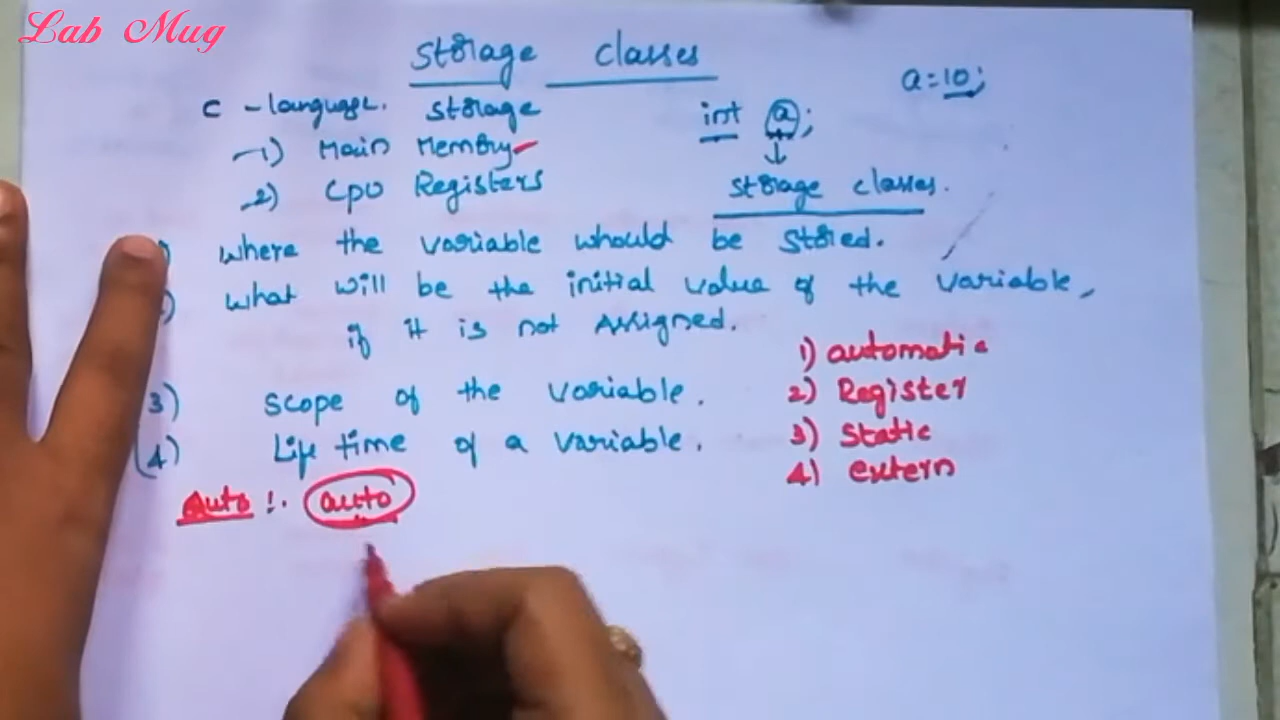 Lab Mug
Storage Classes
a=10;
C - language. Storage
int a;
1) Main Memory
2) CPU Registers
storage classes.
where the variable whould be stored.
what will be the initial value of the variable,
if it is not Assigned.
1) automatic
2) Register
3) Scope of the variable.
3) Static
(4) Life time of a variable.
4) extern
Auto :. auto